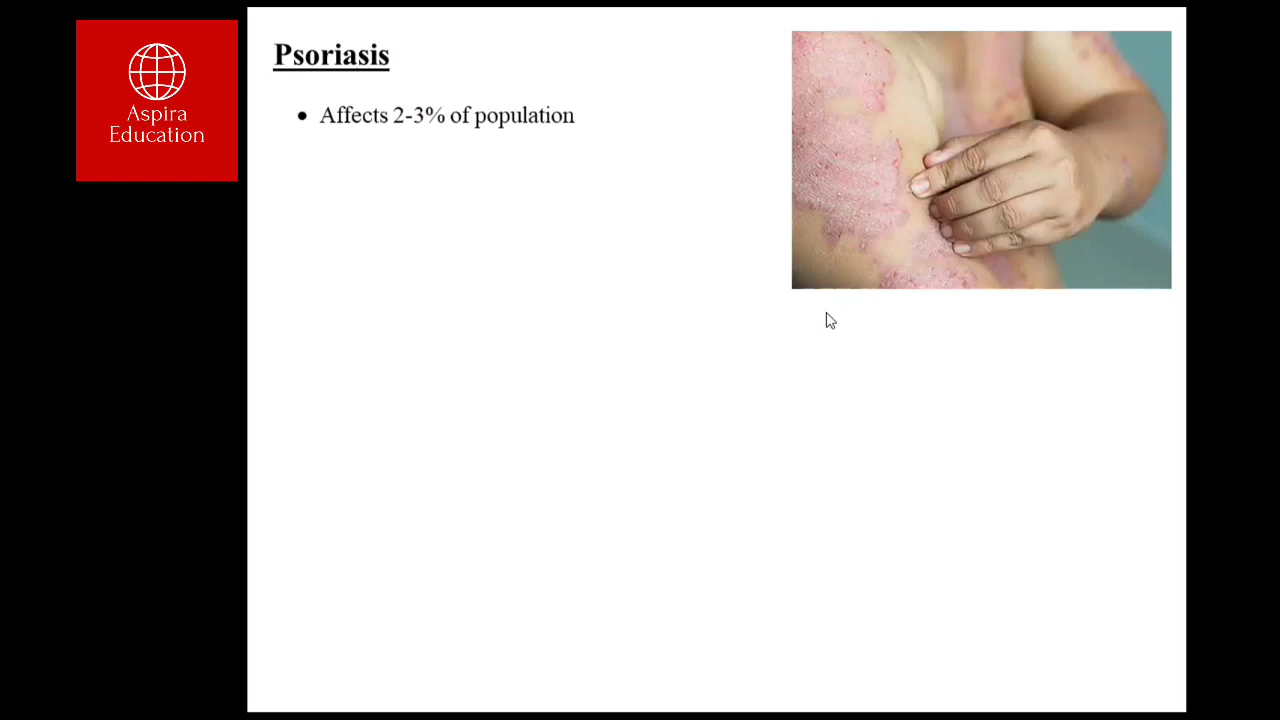 Aspira
Education
Psoriasis
• Affects 2-3% of population